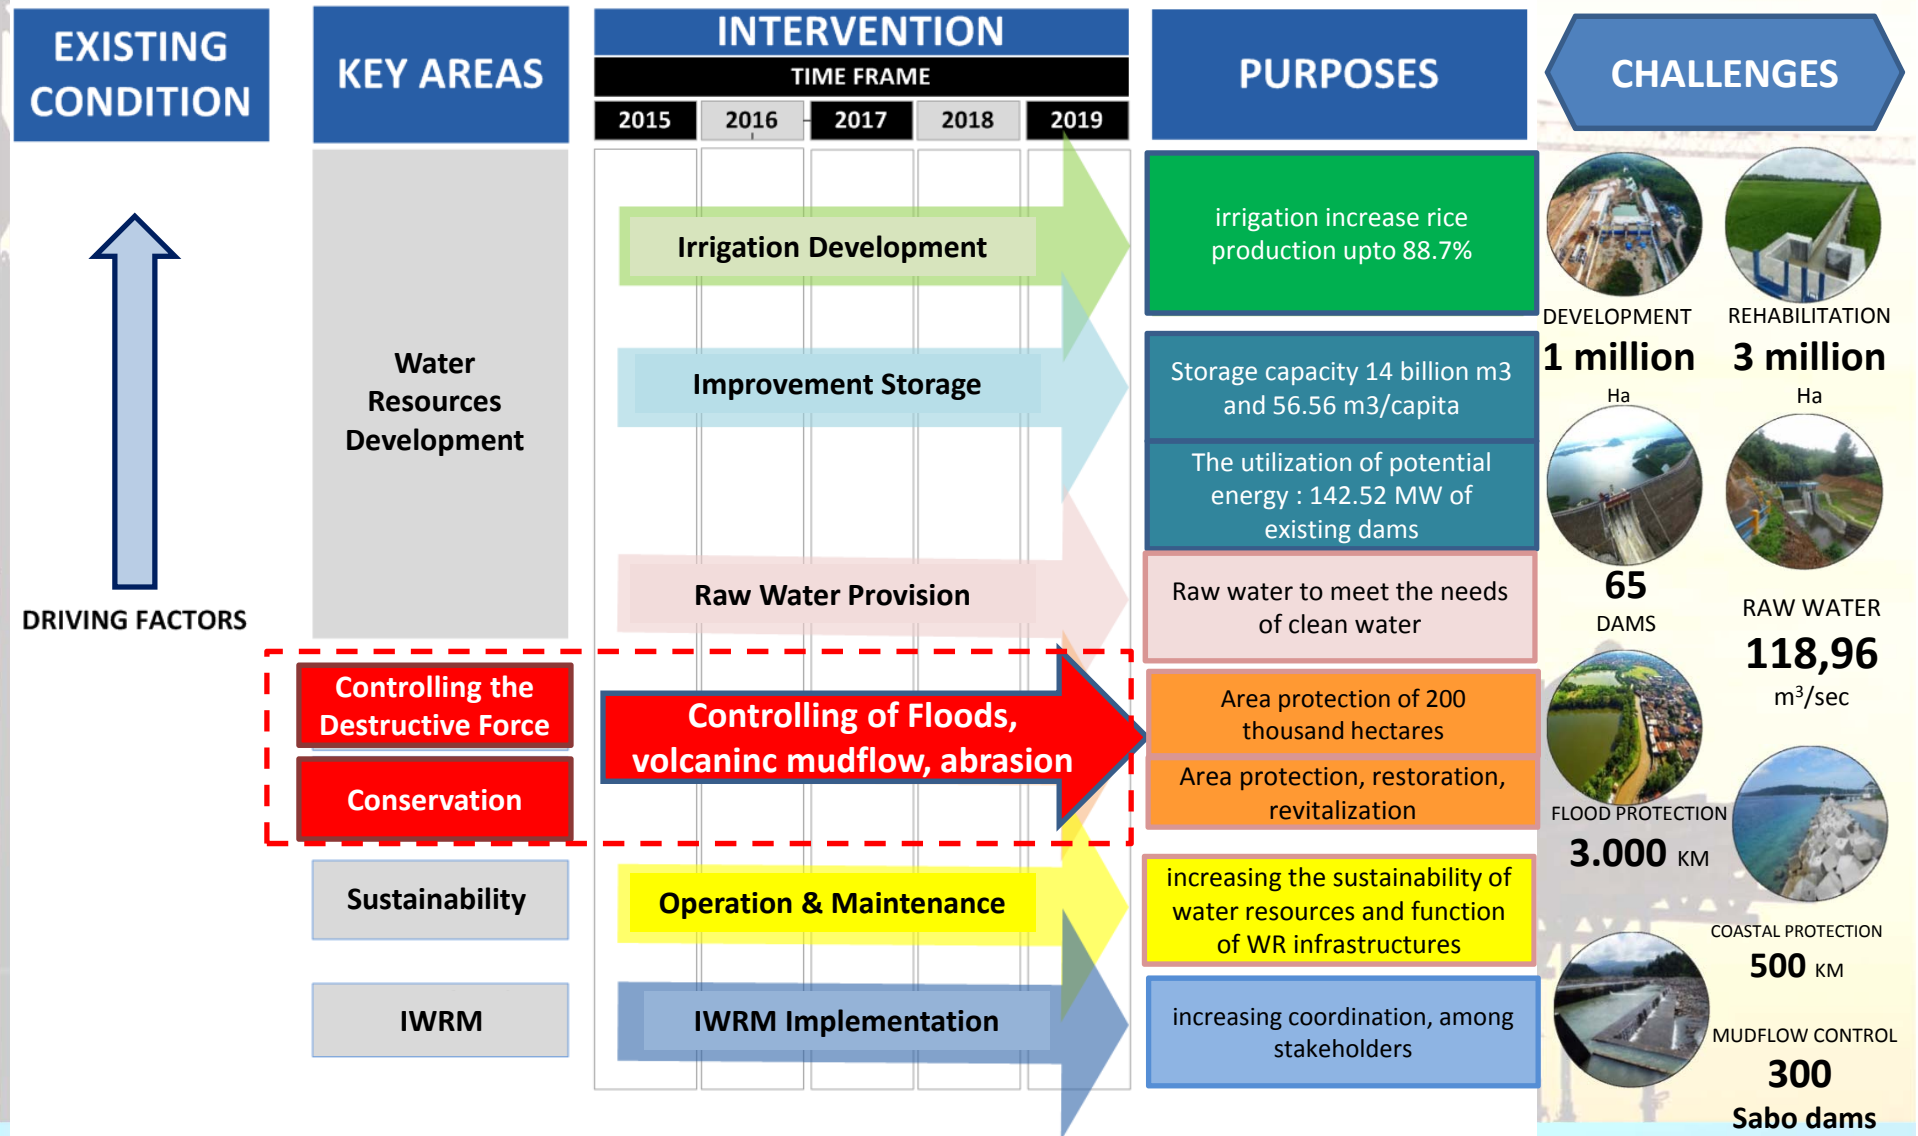 EXISTING
CONDITION
DRIVING FACTORS
KEY AREAS
Water
Resources
Development
Controlling the
Destructive Force
Conservation
Sustainability
IWRM
INTERVENTION
TIME FRAME
2015 2016 2017 2018 2019
Irrigation Development
Improvement Storage
Raw Water Provision
Controlling of Floods,
volcaninc mudflow, abrasion
Operation & Maintenance
IWRM Implementation
PURPOSES
irrigation increase rice
production upto 88.7%
Storage capacity 14 billion m3
and 56.56 m3/capita
The utilization of potential
energy : 142.52 MW of
existing dams
Raw water to meet the needs
of clean water
Area protection of 200
thousand hectares
Area protection, restoration,
revitalization
increasing the sustainability of
water resources and function
of WR infrastructures
increasing coordination, among
stakeholders
CHALLENGES
DEVELOPMENT
1 million
Ha
REHABILITATION
3 million
Ha
65
DAMS
RAW WATER
118,96
m³/sec
FLOOD PROTECTION
3.000 KM
COASTAL PROTECTION
500 KM
MUDFLOW CONTROL
300
Sabo dams